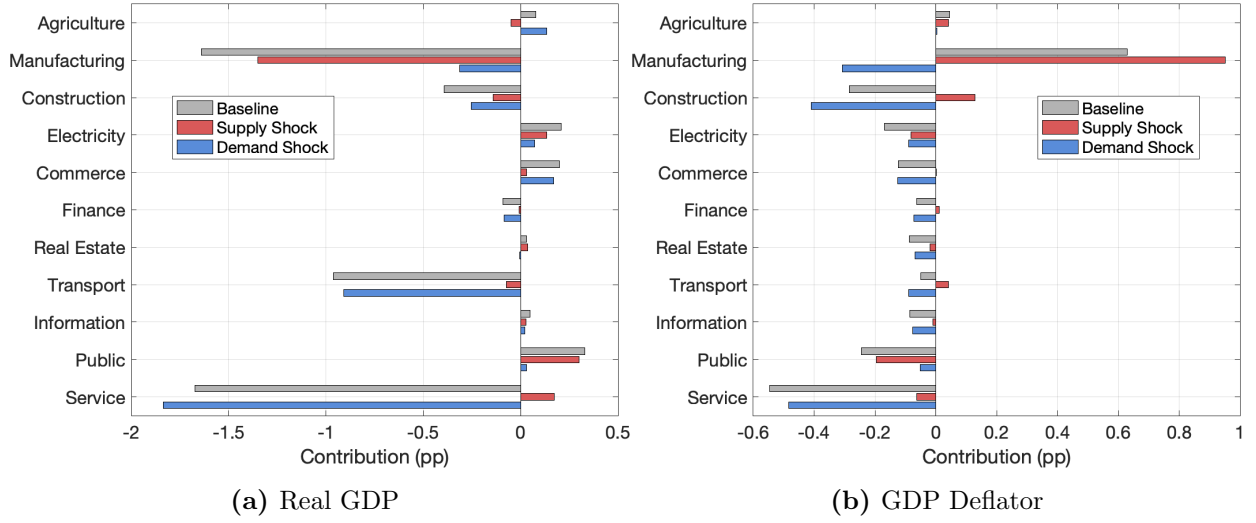 Agriculture
Manufacturing
Construction
Electricity
Commerce
Finance
Real Estate
Transport
Information
Public
Service
Baseline
Supply Shock
Demand Shock
-2 -1.5 -1 -0.5 0 0.5
Contribution (pp)
(a) Real GDP
Agriculture
Manufacturing
Construction
Electricity
Commerce
Finance
Real Estate
Transport
Information
Public
Service
Baseline
Supply Shock
Demand Shock
-0.6 -0.4 -0.2 0 0.2 0.4 0.6 0.8 1
Contribution (pp)
(b) GDP Deflator